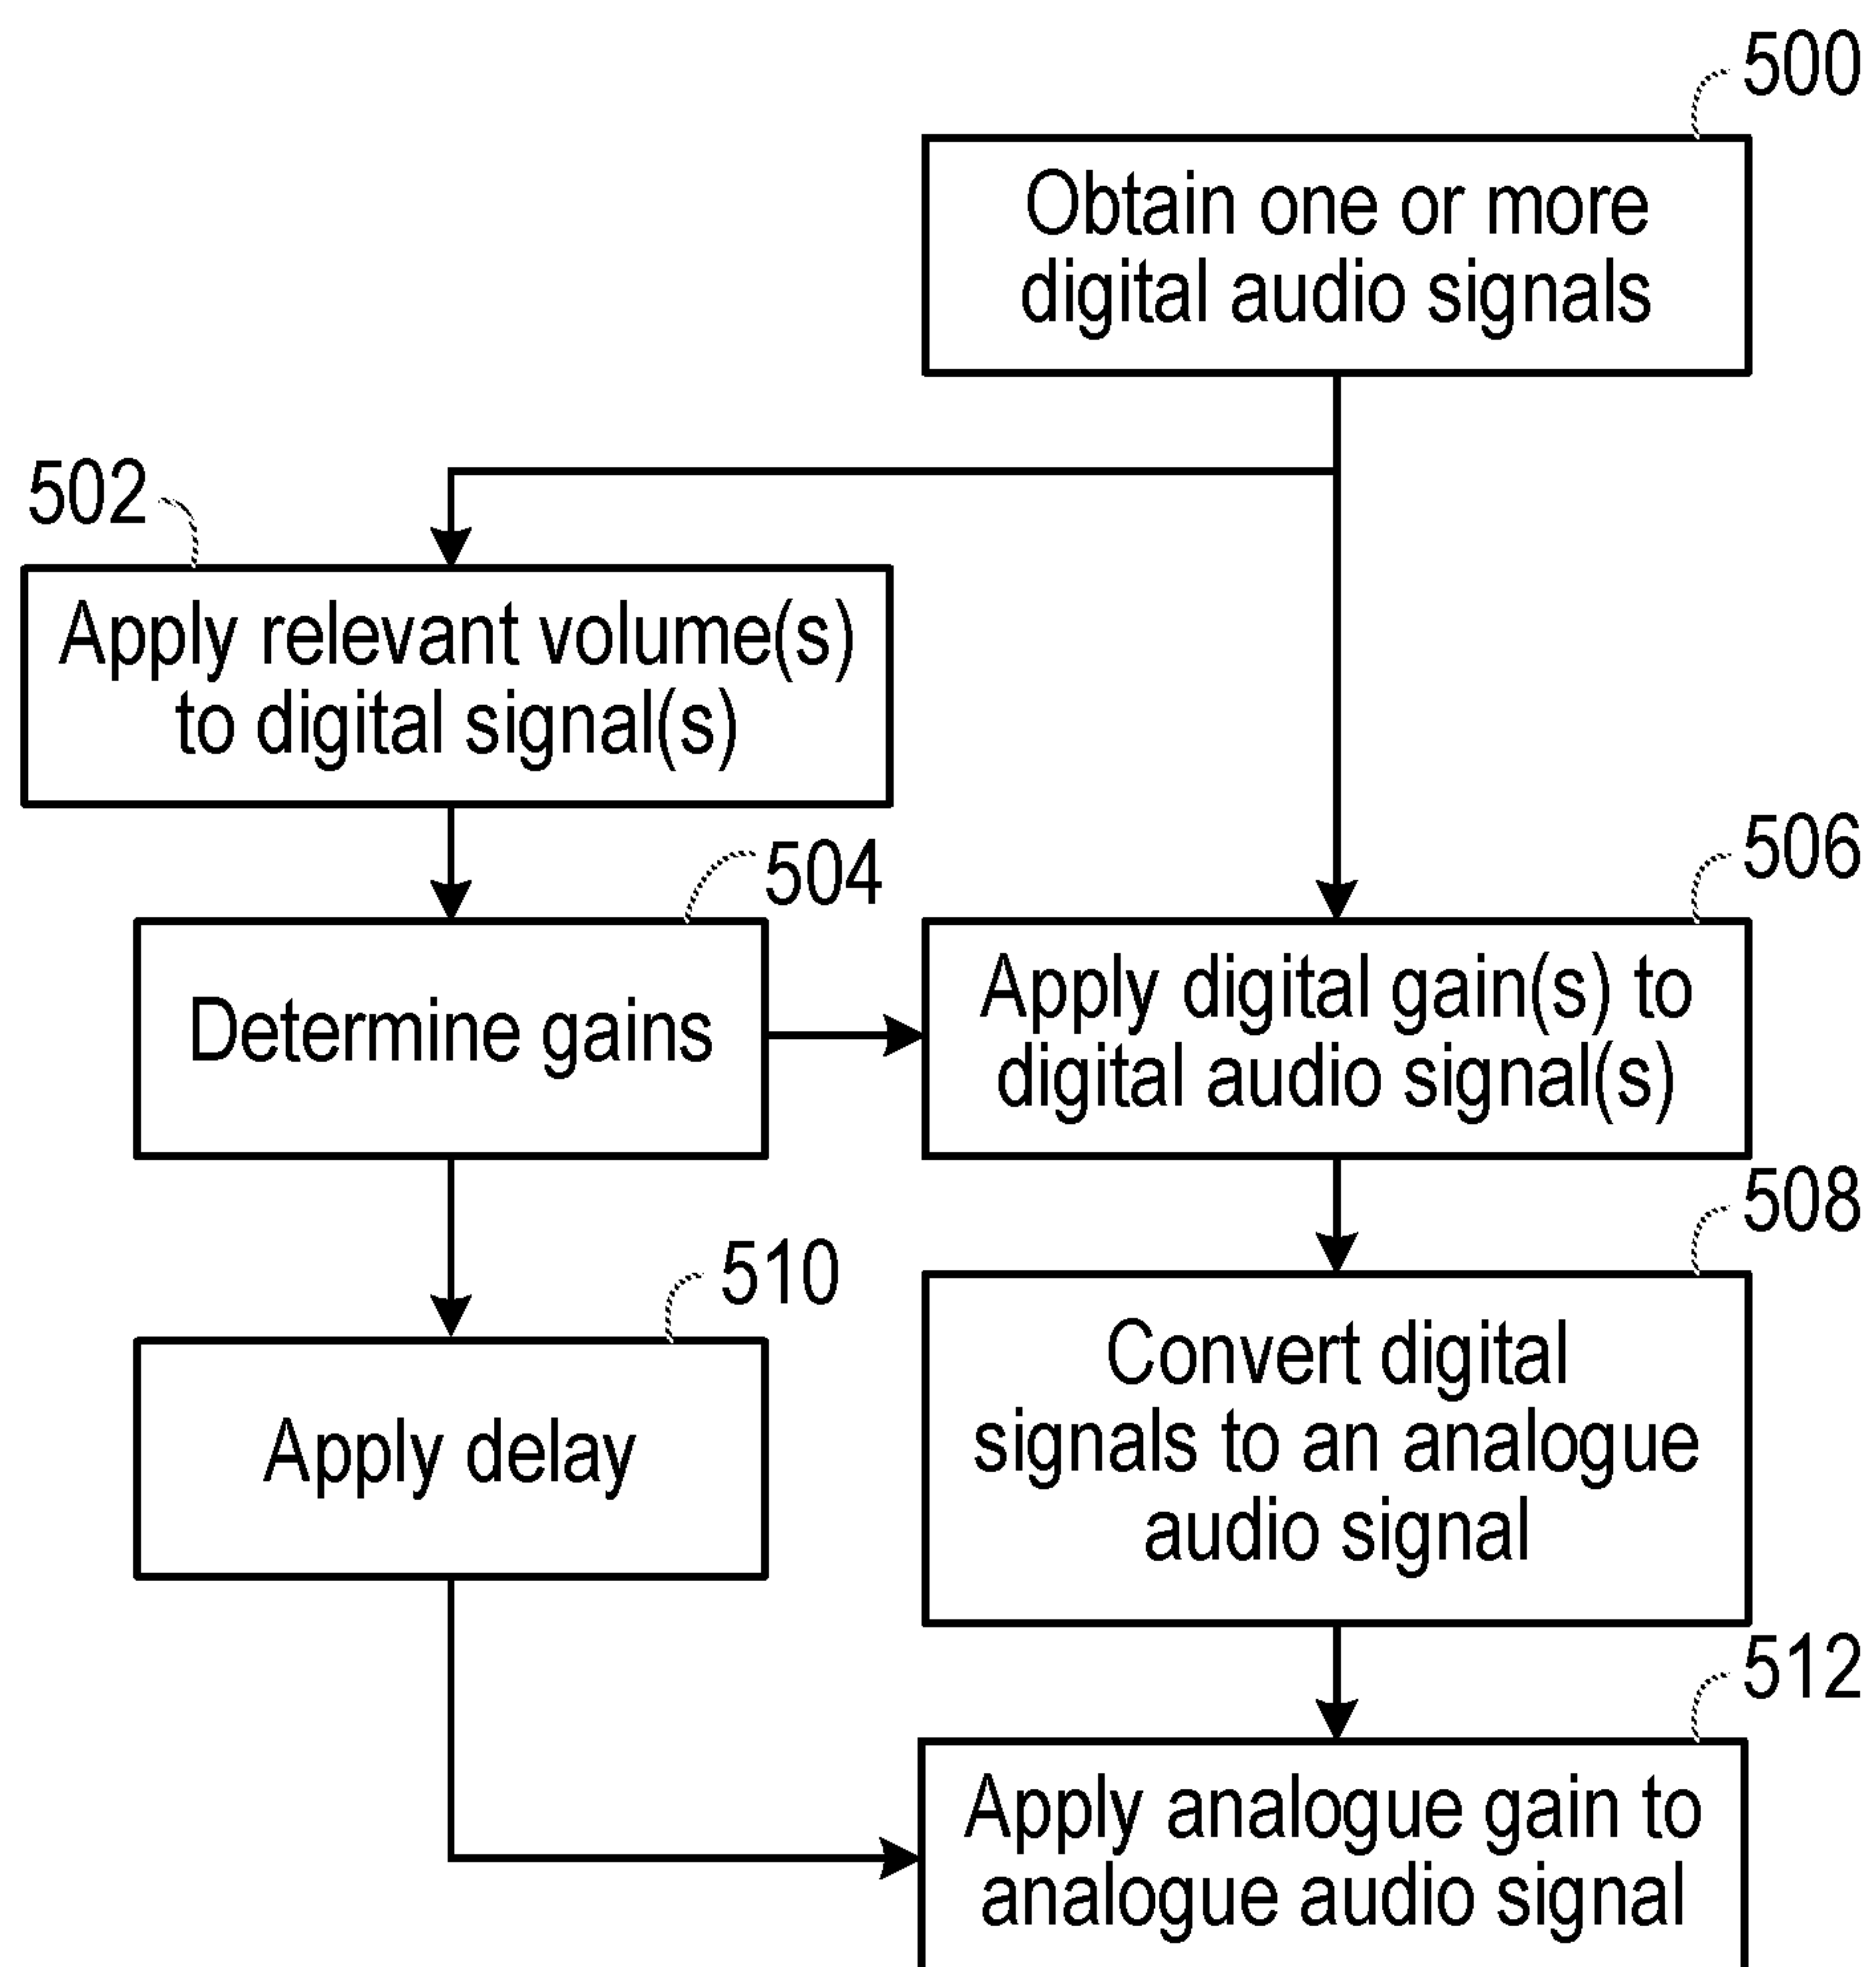 500
Obtain one or more
digital audio signals
502
Apply relevant volume(s)
to digital signal(s)
504
Determine gains
506
Apply digital gain(s) to
digital audio signal(s)
508
Convert digital
signals to an analogue
audio signal
510
Apply delay
512
Apply analogue gain to
analogue audio signal